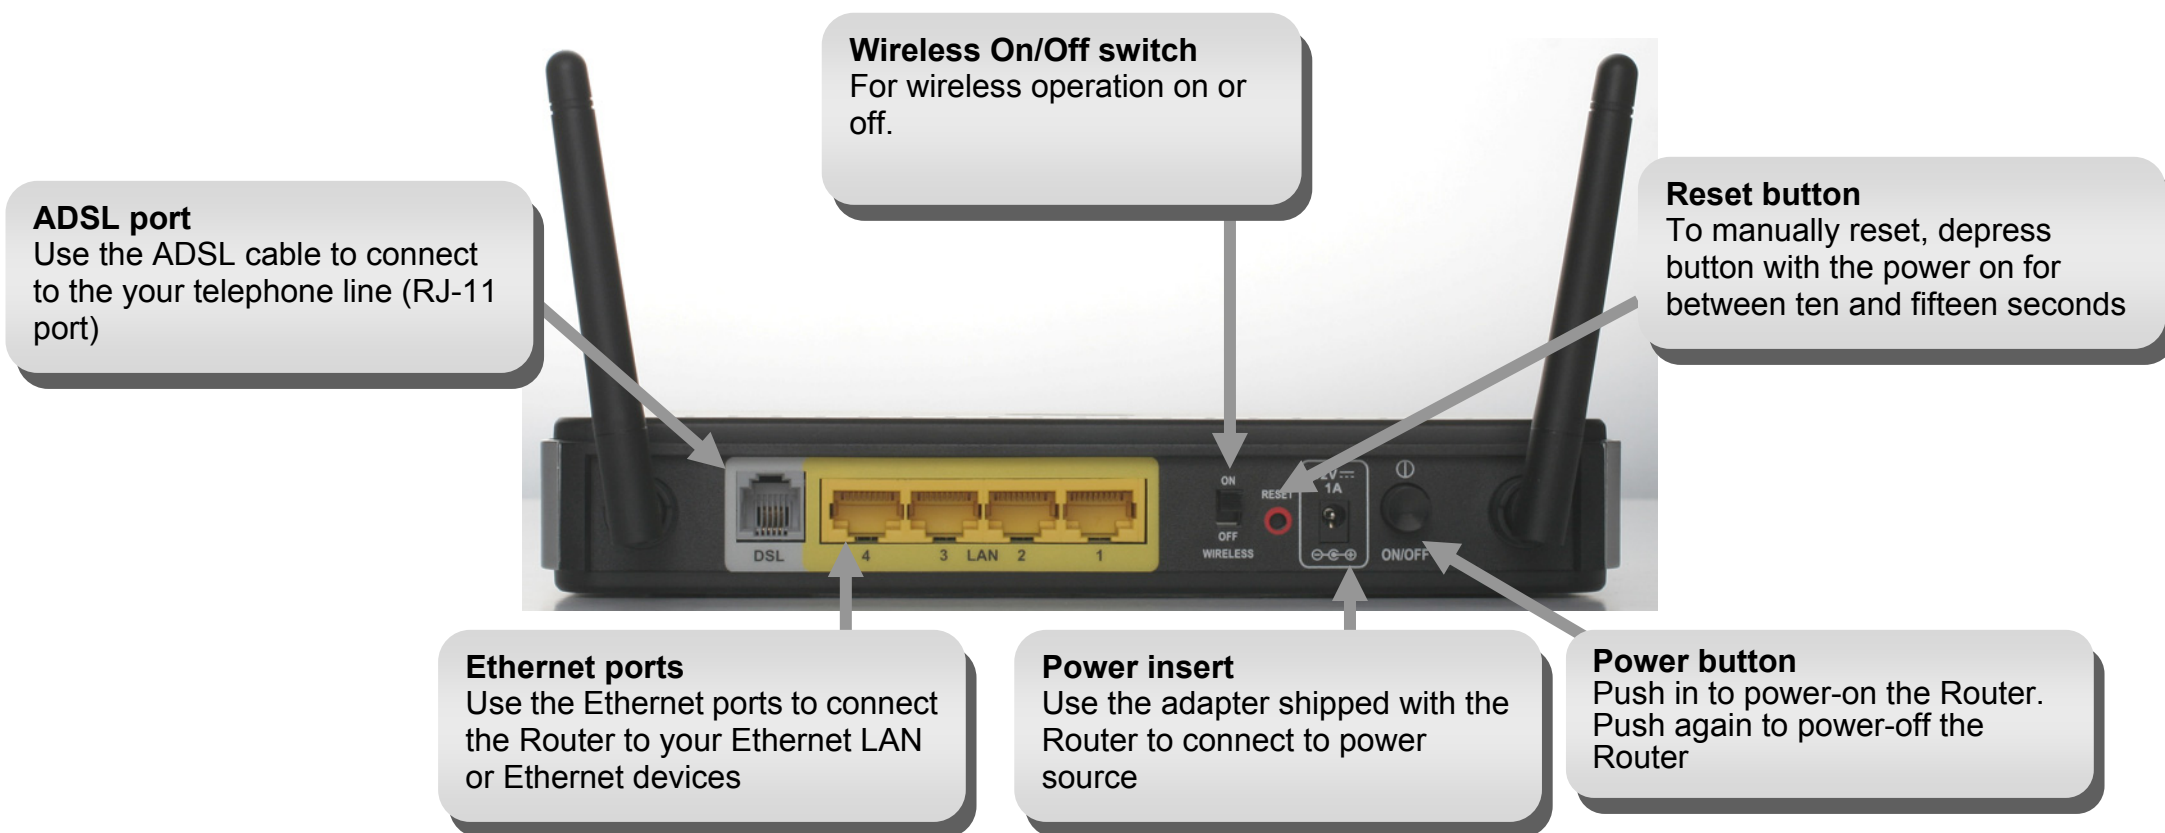 Wireless On/Off switch
For wireless operation on or
off.
ADSL port
Use the ADSL cable to connect
to the your telephone line (RJ-11
port)
Reset button
To manually reset, depress
button with the power on for
between ten and fifteen seconds
DSL
4 3 LAN 2 1
ON
OFF
WIRELESS
RESET
1A
ON/OFF
Ethernet ports
Use the Ethernet ports to connect
the Router to your Ethernet LAN
or Ethernet devices
Power insert
Use the adapter shipped with the
Router to connect to power
source
Power button
Push in to power-on the Router.
Push again to power-off the
Router